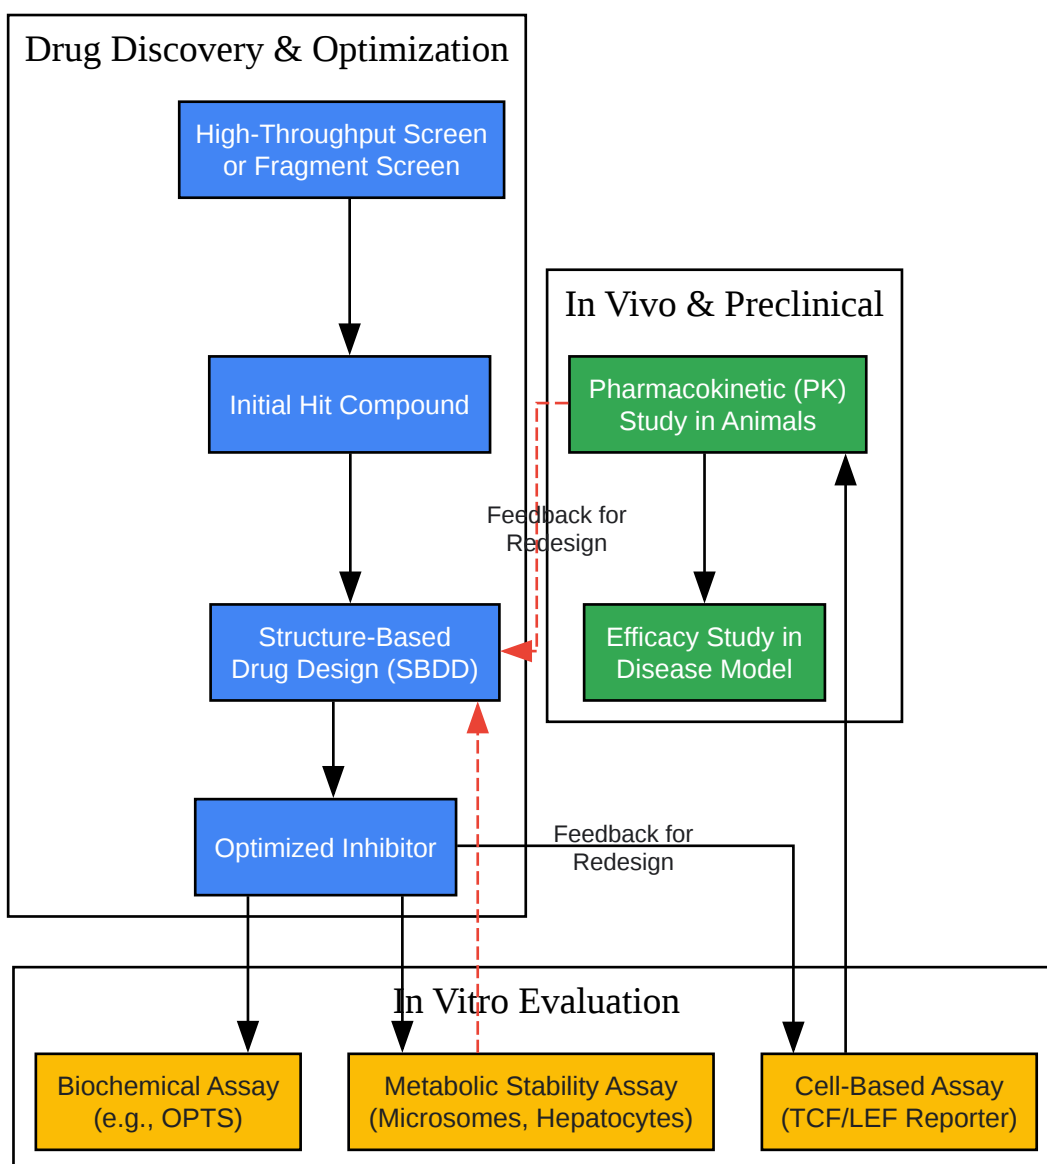 Drug Discovery & Optimization
High-Throughput Screen
or Fragment Screen
In Vivo & Preclinical
Initial Hit Compound
Pharmacokinetic (PK)
Study in Animals
Feedback for
Redesign
Structure-Based
Drug Design (SBDD)
Efficacy Study in
Disease Model
Optimized Inhibitor
Feedback for
Redesign
In Vitro Evaluation
Biochemical Assay
(e.g., OPTS)
Metabolic Stability Assay
(Microsomes, Hepatocytes)
Cell-Based Assay
(TCF/LEF Reporter)